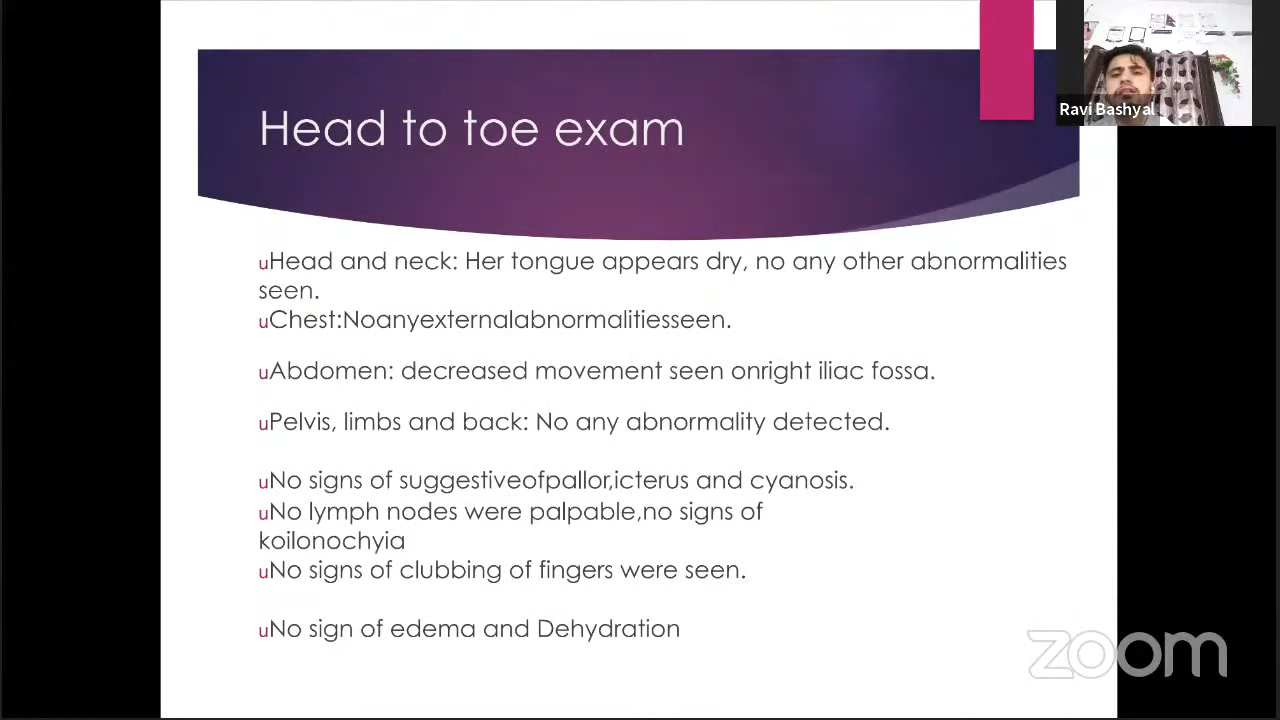 Head to toe exam
Ravi Bashyal
uHead and neck: Her tongue appears dry, no any other abnormalities
seen.
uChest:Noanyexternalabnormalitiesseen.
uAbdomen: decreased movement seen onright iliac fossa.
uPelvis, limbs and back: No any abnormality detected.
uNo signs of suggestiveofpallor,icterus and cyanosis.
uNo lymph nodes were palpable,no signs of
koilonochyia
uNo signs of clubbing of fingers were seen.
uNo sign of edema and Dehydration
zoom